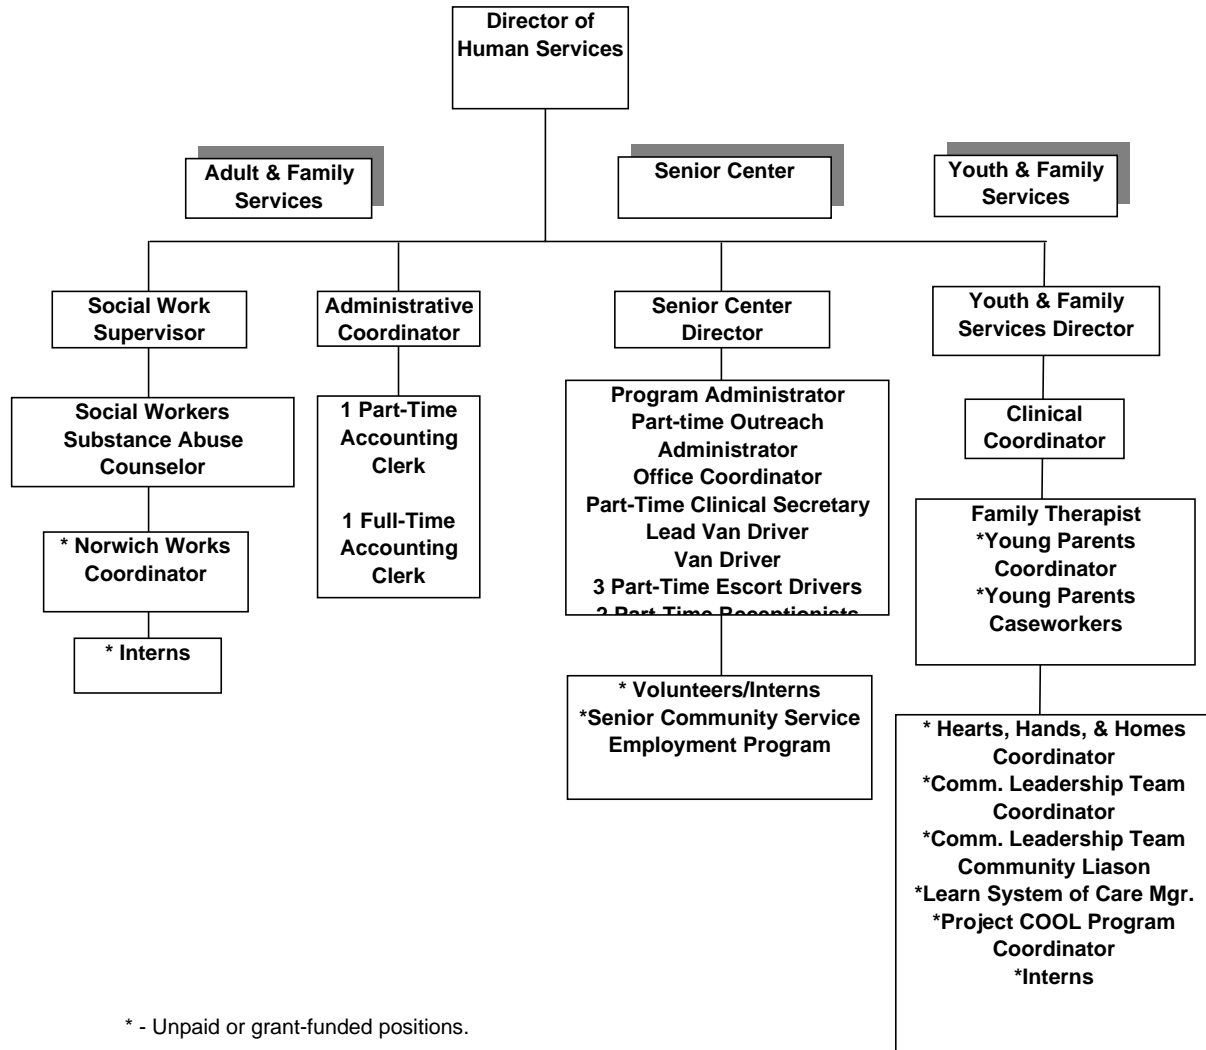 Director of
Human Services
Adult & Family
Services
Senior Center
Youth & Family
Services
Social Work
Supervisor
Administrative
Coordinator
Senior Center
Director
Youth & Family
Services Director
Social Workers
Substance Abuse
Counselor
1 Part-Time
Accounting
Clerk
1 Full-Time
Accounting
Clerk
Program Administrator
Part-time Outreach
Administrator
Office Coordinator
Part-Time Clinical Secretary
Lead Van Driver
Van Driver
3 Part-Time Escort Drivers
2 Part-Time Receptionists
Clinical
Coordinator
* Norwich Works
Coordinator
* Interns
Family Therapist
*Young Parents
Coordinator
*Young Parents
Caseworkers
* Volunteers/Interns
*Senior Community Service
Employment Program
* Hearts, Hands, & Homes
Coordinator
*Comm. Leadership Team
Coordinator
*Comm. Leadership Team
Community Liason
*Learn System of Care Mgr.
*Project COOL Program
Coordinator
*Interns
* - Unpaid or grant-funded positions.